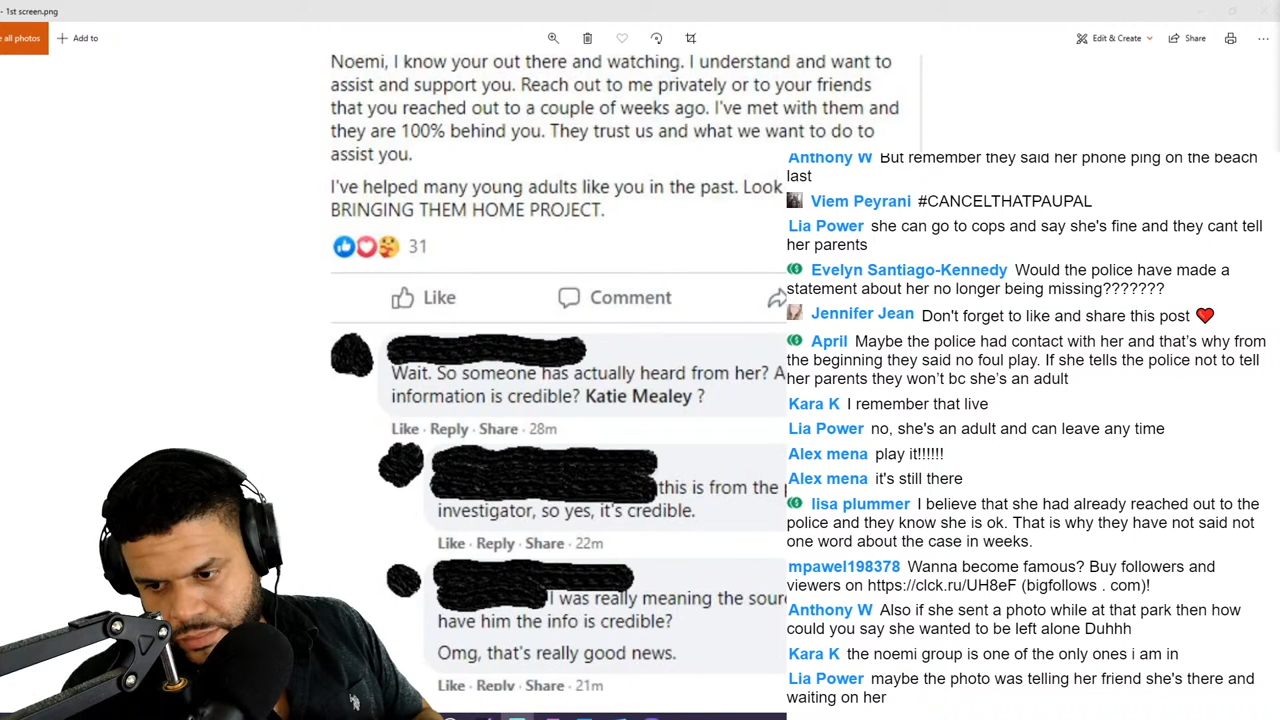 - 1st screen.png
e all photos
Add to
Edit & Create
Share
Noemi, I know your out there and watching. I understand and want to
assist and support you. Reach out to me privately or to your friends
that you reached out to a couple of weeks ago. I've met with them and
they are 100% behind you. They trust us and what we want to do to
assist you.
I've helped many young adults like you in the past. Look
BRINGING THEM HOME PROJECT.
31
Like
Comment
Wait. So someone has actually heard from her? A
information is credible? Katie Mealey ?
Like · Reply · Share · 28m
this is from the p
investigator, so yes, it's credible.
Like · Reply · Share · 22m
I was really meaning the sour
have him the info is credible?
Omg, that's really good news.
Like · Reply · Share · 21m
Anthony W But remember they said her phone ping on the beach
last
Viem Peyrani #CANCELTHATPAUPAL
Lia Power she can go to cops and say she's fine and they cant tell
her parents
Evelyn Santiago-Kennedy Would the police have made a
statement about her no longer being missing???????
Jennifer Jean Don't forget to like and share this post
April Maybe the police had contact with her and that's why from
the beginning they said no foul play. If she tells the police not to tell
her parents they won't bc she's an adult
Kara K I remember that live
Lia Power no, she's an adult and can leave any time
Alex mena play it!!!!!!
Alex mena it's still there
lisa plummer I believe that she had already reached out to the
police and they know she is ok. That is why they have not said not
one word about the case in weeks.
mpawel198378 Wanna become famous? Buy followers and
viewers on https://clck.ru/UH8eF (bigfollows . com)!
Anthony W Also if she sent a photo while at that park then how
could you say she wanted to be left alone Duhhh
Kara K the noemi group is one of the only ones i am in
Lia Power maybe the photo was telling her friend she's there and
waiting on her